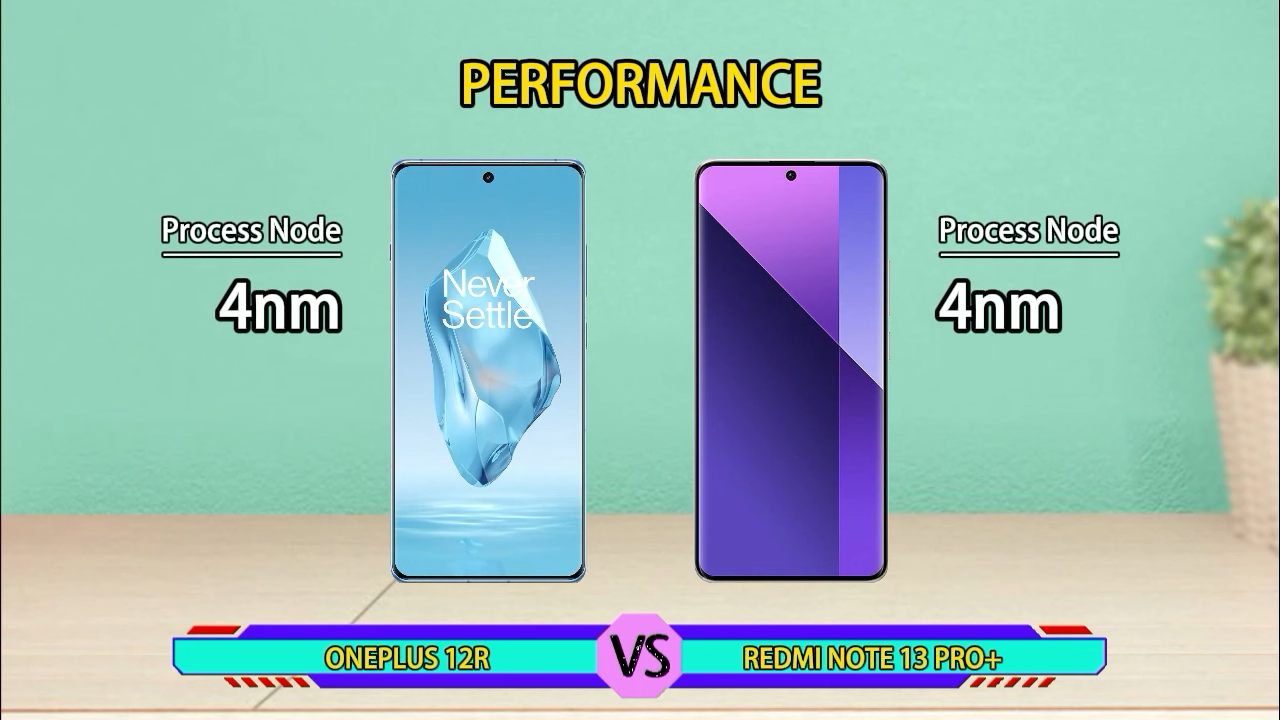 PERFORMANCE
Process Node
4nm
Never
Settle
Process Node
4nm
ONEPLUS 12R
VS
REDMI NOTE 13 PRO+